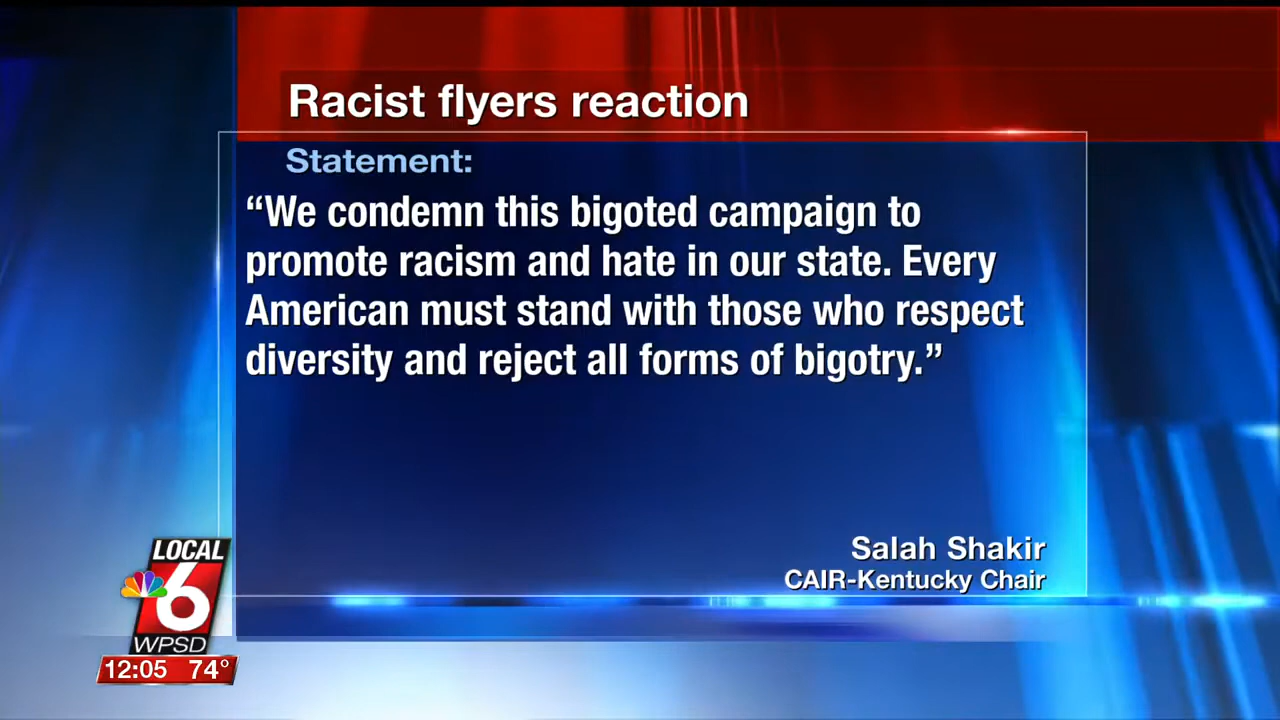 Racist flyers reaction
Statement:
“We condemn this bigoted campaign to
promote racism and hate in our state. Every
American must stand with those who respect
diversity and reject all forms of bigotry.”
Salah Shakir
CAIR-Kentucky Chair
LOCAL
6
WPSD
12:05 74°